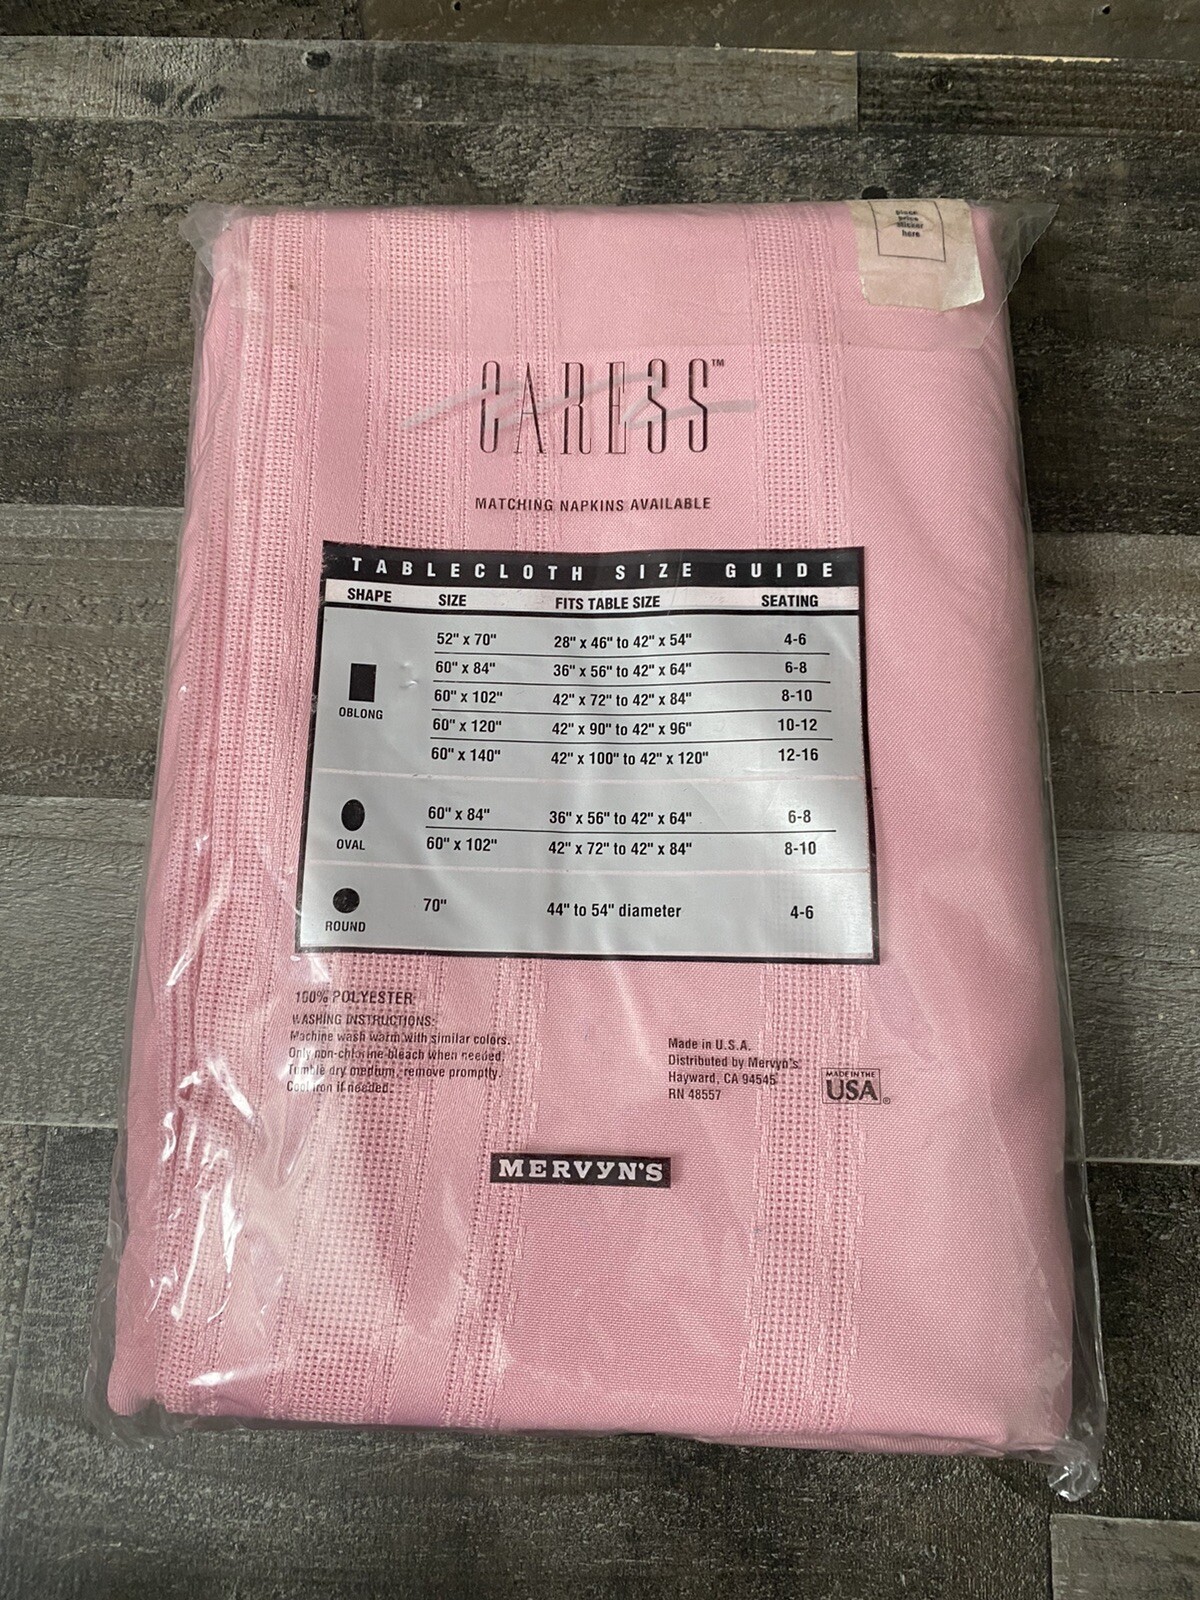 please
price
sticker
here
CARESS™
MATCHING NAPKINS AVAILABLE
TABLECLOTH SIZE GUIDE
SHAPE SIZE FITS TABLE SIZE SEATING
52" x 70" 28" x 46" to 42" x 54" 4-6
60" x 84" 36" x 56" to 42" x 64" 6-8
60" x 102" 42" x 72" to 42" x 84" 8-10
OBLONG
60" x 120" 42" x 90" to 42" x 96" 10-12
60" x 140" 42" x 100" to 42" x 120" 12-16
60" x 84" 36" x 56" to 42" x 64" 6-8
OVAL
60" x 102" 42" x 72" to 42" x 84" 8-10
70" 44" to 54" diameter 4-6
ROUND
100% POLYESTER
WASHING INSTRUCTIONS:
Machine wash warm with similar colors.
Only non-chlorine bleach when needed.
Tumble dry medium, remove promptly.
Cool iron if needed.
Made in U.S.A.
Distributed by Mervyn's
Hayward, CA 94545
RN 48557
MADE IN THE
USA®
MERVYN'S